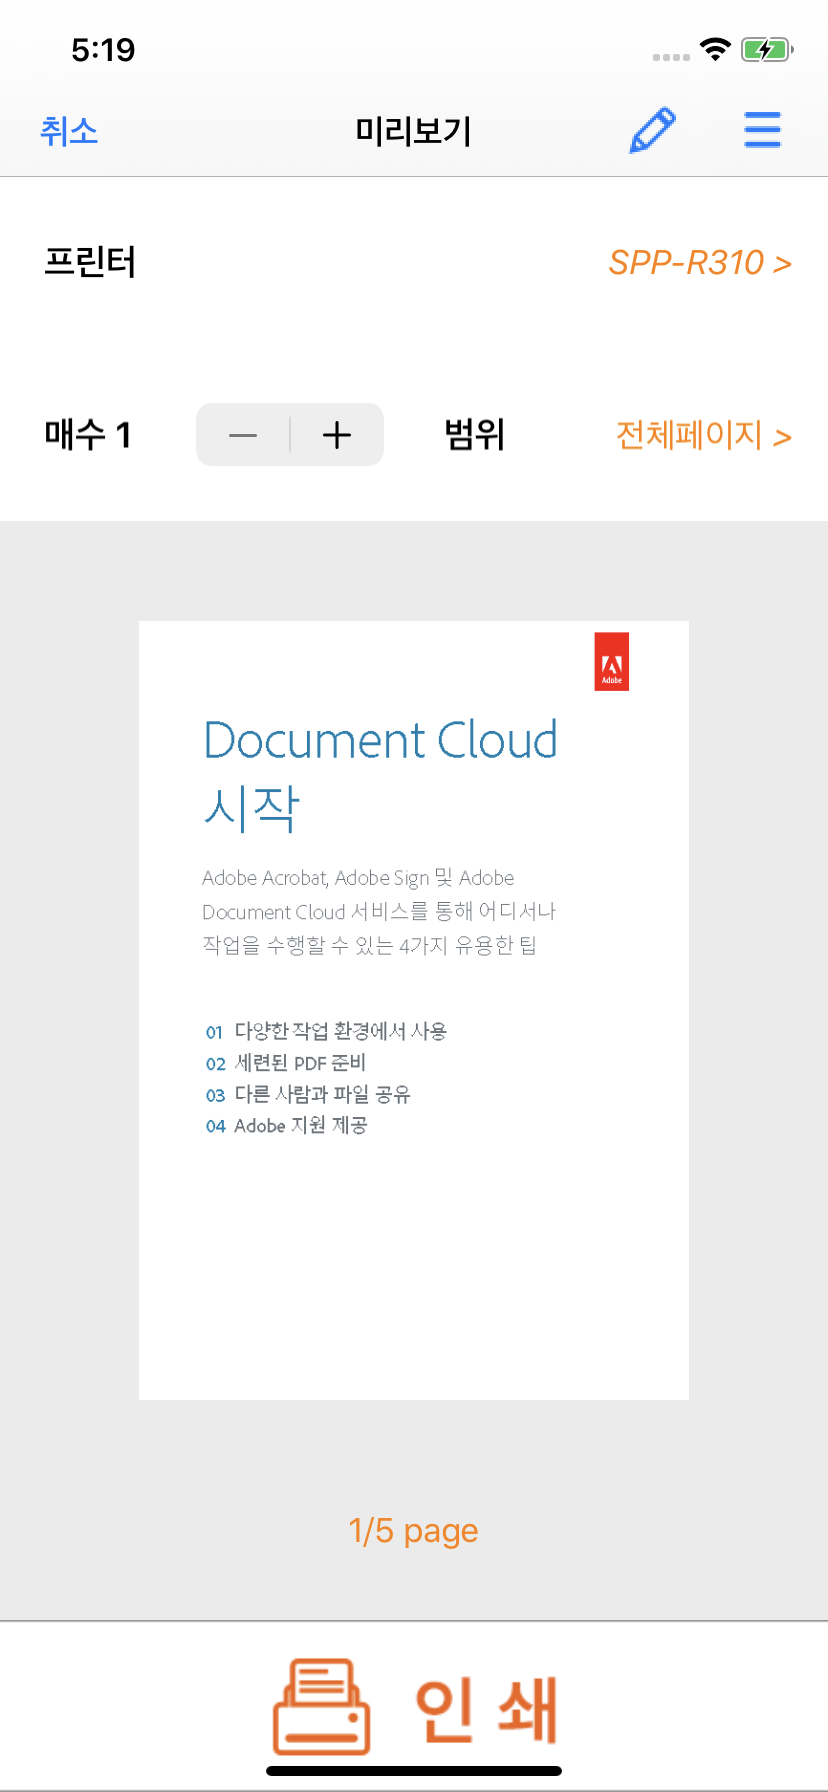 5:19
취소 미리보기
프린터 SPP-R310 >
매수 1 − + 범위 전체페이지 >
Adobe
Document Cloud
시작
Adobe Acrobat, Adobe Sign 및 Adobe
Document Cloud 서비스를 통해 어디서나
작업을 수행할 수 있는 4가지 유용한 팁
01 다양한 작업 환경에서 사용
02 세련된 PDF 준비
03 다른 사람과 파일 공유
04 Adobe 지원 제공
1/5 page
인 쇄